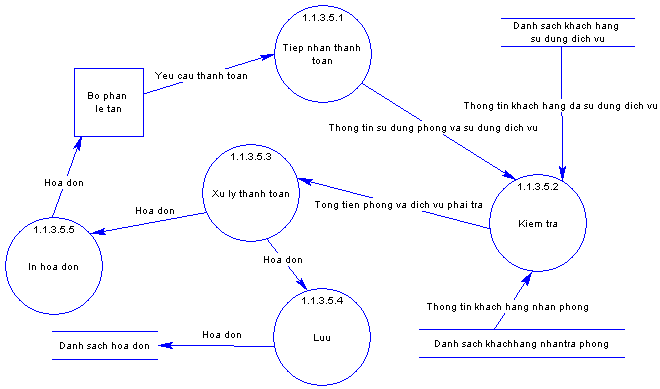 1.1.3.5.1
Tiep nhan thanh
toan
Danh sach khach hang
su dung dich vu
Yeu cau thanh toan
Bo phan
le tan
Thong tin khach hang da su dung dich vu
Thong tin su dung phong va su dung dich vu
1.1.3.5.3
Xu ly thanh toan
Hoa don
1.1.3.5.2
Kiem tra
Tong tien phong va dich vu phai tra
Hoa don
1.1.3.5.5
In hoa don
Hoa don
1.1.3.5.4
Luu
Thong tin khach hang nhan phong
Hoa don
Danh sach hoa don
Danh sach khachhang nhantra phong